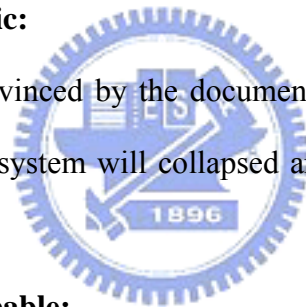 ic:
vinced by the documen
system will collapsed a
1896
able: